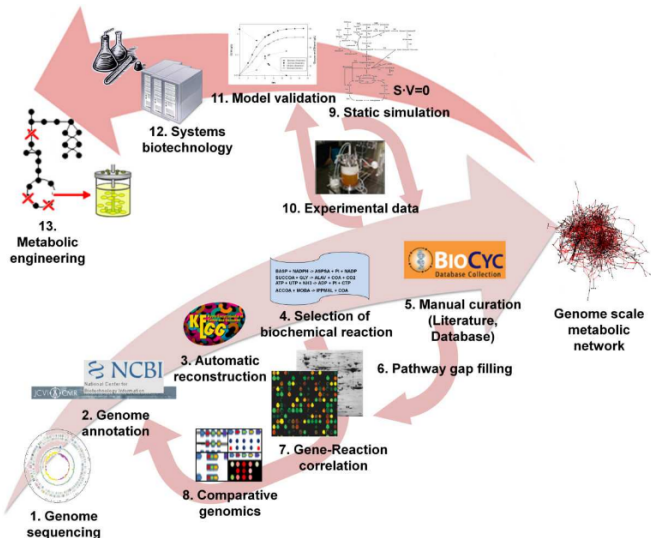 S·V=0
11. Model validation
9. Static simulation
12. Systems
biotechnology
10. Experimental data
13.
Metabolic
engineering
BIOCYC
Database Collection
Genome scale
metabolic
network
5. Manual curation
(Literature,
Database)
4. Selection of
biochemical reaction
KEGG
3. Automatic
reconstruction
6. Pathway gap filling
NCBI
National Center for
Biotechnology Information
JCVI CMR
2. Genome
annotation
7. Gene-Reaction
correlation
8. Comparative
genomics
1. Genome
sequencing